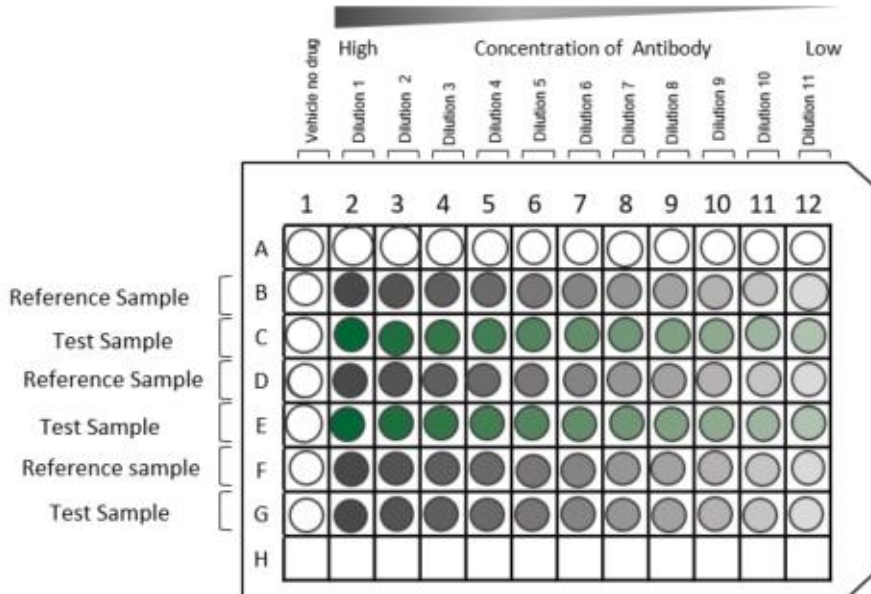 High Concentration of Antibody Low
Vehicle no drug
Dilution 1
Dilution 2
Dilution 3
Dilution 4
Dilution 5
Dilution 6
Dilution 7
Dilution 8
Dilution 9
Dilution 10
Dilution 11
1 2 3 4 5 6 7 8 9 10 11 12
A
Reference Sample B
Test Sample C
Reference Sample D
Test Sample E
Reference sample F
Test Sample G
H